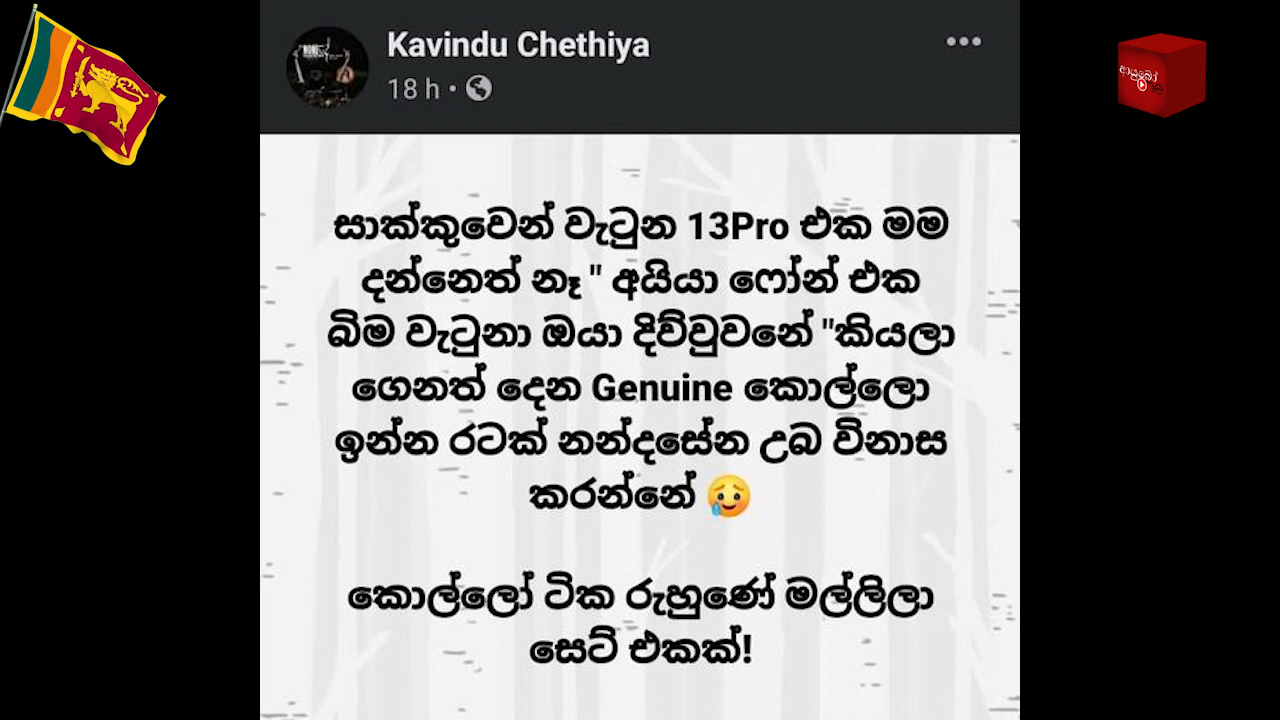 Kavindu Chethiya
18 h
සාක්කුවෙන් වැටුන 13Pro එක මම
දන්නෙත් නෑ " අයියා ෆෝන් එක
බිම වැටුනා ඔයා දිව්වුවනේ "කියලා
ගෙනත් දෙන Genuine කොල්ලො
ඉන්න රටක් නන්දසේන උබ විනාස
කරන්නේ 🥲
කොල්ලෝ ටික රුහුණේ මල්ලිලා
සෙට් එකක්!